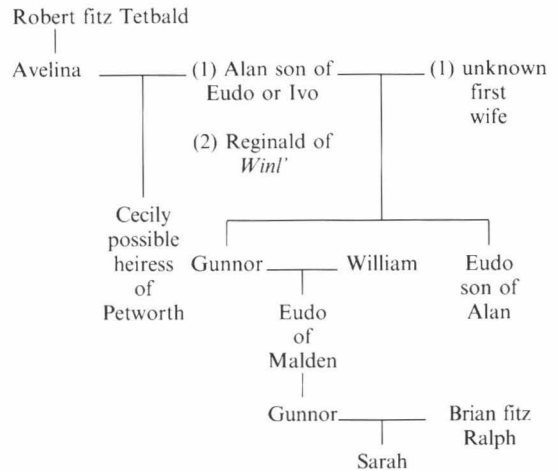 Robert fitz Tetbald
Avelina
(1) Alan son of
Eudo or Ivo
(1) unknown
first
wife
(2) Reginald of
Winl'
Cecily
possible
heiress
of
Petworth
Gunnor
William
Eudo
son of
Alan
Eudo
of
Malden
Gunnor
Brian fitz
Ralph
Sarah